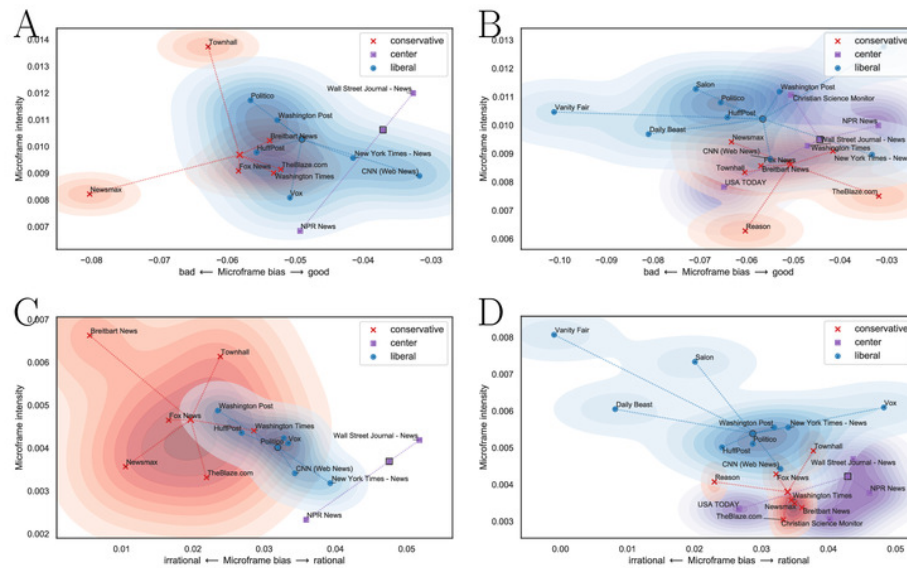 A
0.014
0.013
0.012
0.011
0.010
0.009
0.008
0.007
Microframe intensity
Townhall
Politico
Washington Post
Breitbart News
HuffPost
Fox News
TheBlaze.com
Washington Times
Newsmax
Vox
NPR News
Wall Street Journal - News
New York Times - News
CNN (Web News)
conservative
center
liberal
−0.08
−0.07
−0.06
−0.05
−0.04
−0.03
bad ⟵ Microframe bias ⟶ good
B
0.013
0.012
0.011
0.010
0.009
0.008
0.007
0.006
Microframe intensity
Vanity Fair
Salon
Politico
HuffPost
Daily Beast
Washington Post
Christian Science Monitor
NPR News
Newsmax
Wall Street Journal - News
Washington Times
CNN (Web News)
Fox News
New York Times - News
Townhall
Breitbart News
USA TODAY
TheBlaze.com
Reason
conservative
center
liberal
−0.10
−0.09
−0.08
−0.07
−0.06
−0.05
−0.04
−0.03
bad ⟵ Microframe bias ⟶ good
C
0.007
0.006
0.005
0.004
0.003
0.002
Microframe intensity
Breitbart News
Townhall
Fox News
Washington Post
HuffPost
Washington Times
Politico
Vox
Wall Street Journal - News
Newsmax
TheBlaze.com
CNN (Web News)
New York Times - News
NPR News
conservative
center
liberal
0.01
0.02
0.03
0.04
0.05
irrational ⟵ Microframe bias ⟶ rational
D
0.008
0.007
0.006
0.005
0.004
0.003
Microframe intensity
Vanity Fair
Salon
Daily Beast
Vox
Washington Post
New York Times - News
Politico
HuffPost
Townhall
CNN (Web News)
Wall Street Journal - News
Fox News
Reason
NPR News
Washington Times
USA TODAY
Newsmax
Breitbart News
TheBlaze.com
Christian Science Monitor
conservative
center
liberal
0.00
0.01
0.02
0.03
0.04
0.05
irrational ⟵ Microframe bias ⟶ rational